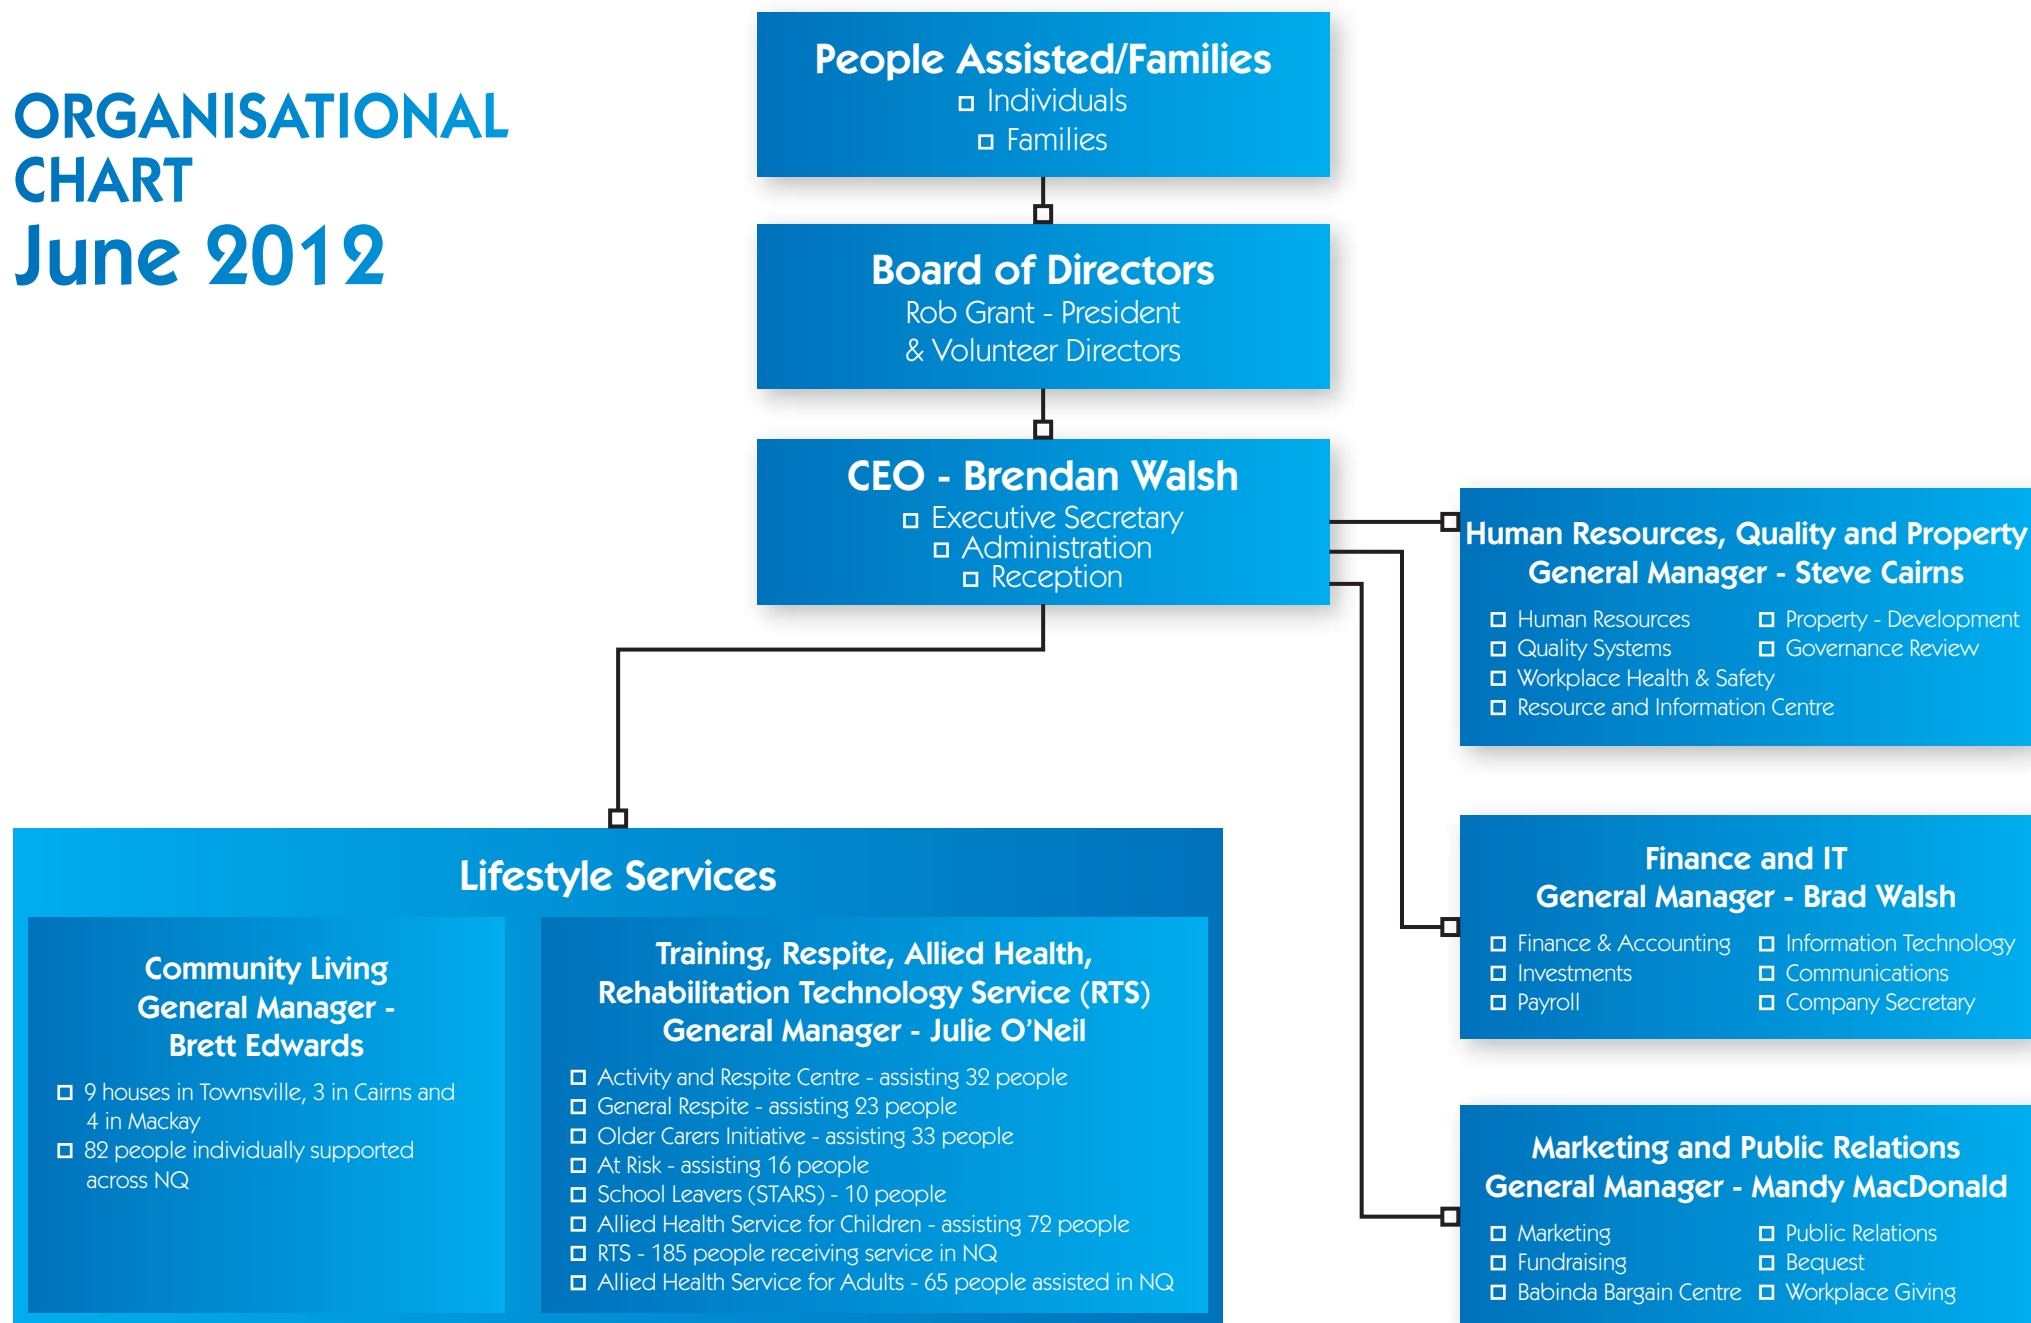 ORGANISATIONAL
CHART
June 2012
People Assisted/Families
Individuals
Families
Board of Directors
Rob Grant - President
& Volunteer Directors
CEO - Brendan Walsh
Executive Secretary
Administration
Reception
Human Resources, Quality and Property
General Manager - Steve Cairns
Human Resources
Quality Systems
Workplace Health & Safety
Resource and Information Centre
Property - Development
Governance Review
Finance and IT
General Manager - Brad Walsh
Finance & Accounting
Investments
Payroll
Information Technology
Communications
Company Secretary
Marketing and Public Relations
General Manager - Mandy MacDonald
Marketing
Fundraising
Babinda Bargain Centre
Public Relations
Bequest
Workplace Giving
Lifestyle Services
Community Living
General Manager -
Brett Edwards
9 houses in Townsville, 3 in Cairns and
4 in Mackay
82 people individually supported
across NQ
Training, Respite, Allied Health,
Rehabilitation Technology Service (RTS)
General Manager - Julie O'Neil
Activity and Respite Centre - assisting 32 people
General Respite - assisting 23 people
Older Carers Initiative - assisting 33 people
At Risk - assisting 16 people
School Leavers (STARS) - 10 people
Allied Health Service for Children - assisting 72 people
RTS - 185 people receiving service in NQ
Allied Health Service for Adults - 65 people assisted in NQ